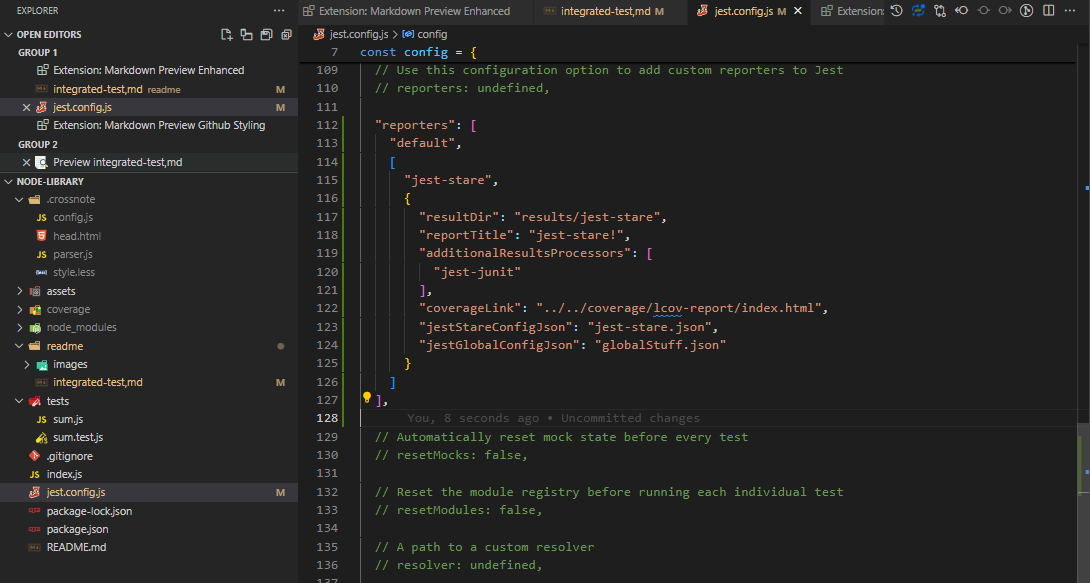 EXPLORER
OPEN EDITORS
GROUP 1
Extension: Markdown Preview Enhanced
integrated-test,md readme M
jest.config.js M
Extension: Markdown Preview Github Styling
GROUP 2
Preview integrated-test,md
NODE-LIBRARY
.crossnote
JS config.js
head.html
JS parser.js
style.less
assets
coverage
node_modules
readme
images
integrated-test,md M
tests
JS sum.js
sum.test.js
.gitignore
JS index.js
jest.config.js M
package-lock.json
package.json
README.md
Extension: Markdown Preview Enhanced
integrated-test,md M
jest.config.js M
Extension:
jest.config.js > config
7 const config = {
109 // Use this configuration option to add custom reporters to Jest
110 // reporters: undefined,
111
112 "reporters": [
113 "default",
114 [
115 "jest-stare",
116 {
117 "resultDir": "results/jest-stare",
118 "reportTitle": "jest-stare!",
119 "additionalResultsProcessors": [
120 "jest-junit"
121 ],
122 "coverageLink": "../../coverage/lcov-report/index.html",
123 "jestStareConfigJson": "jest-stare.json",
124 "jestGlobalConfigJson": "globalStuff.json"
125 }
126 ]
127 ],
128 You, 8 seconds ago • Uncommitted changes
129 // Automatically reset mock state before every test
130 // resetMocks: false,
131
132 // Reset the module registry before running each individual test
133 // resetModules: false,
134
135 // A path to a custom resolver
136 // resolver: undefined,
137